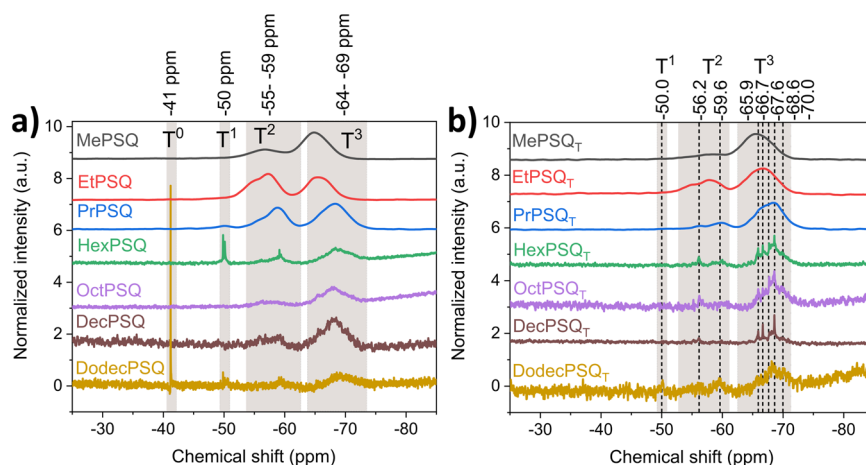 a)
-41 ppm
-50 ppm
-55- -59 ppm
-64- -69 ppm
T0
T1
T2
T3
MePSQ
EtPSQ
PrPSQ
HexPSQ
OctPSQ
DecPSQ
DodecPSQ
10
8
6
4
2
0
Normalized intensity (a.u.)
-30
-40
-50
-60
-70
-80
Chemical shift (ppm)
b)
-50.0
T1
-56.2
T2
-59.6
-65.9
T3
-66.7
-67.6
-68.6
-70.0
MePSQT
EtPSQT
PrPSQT
HexPSQT
OctPSQT
DecPSQT
DodecPSQT
10
8
6
4
2
0
Normalized intensity (a.u.)
-30
-40
-50
-60
-70
-80
Chemical shift (ppm)